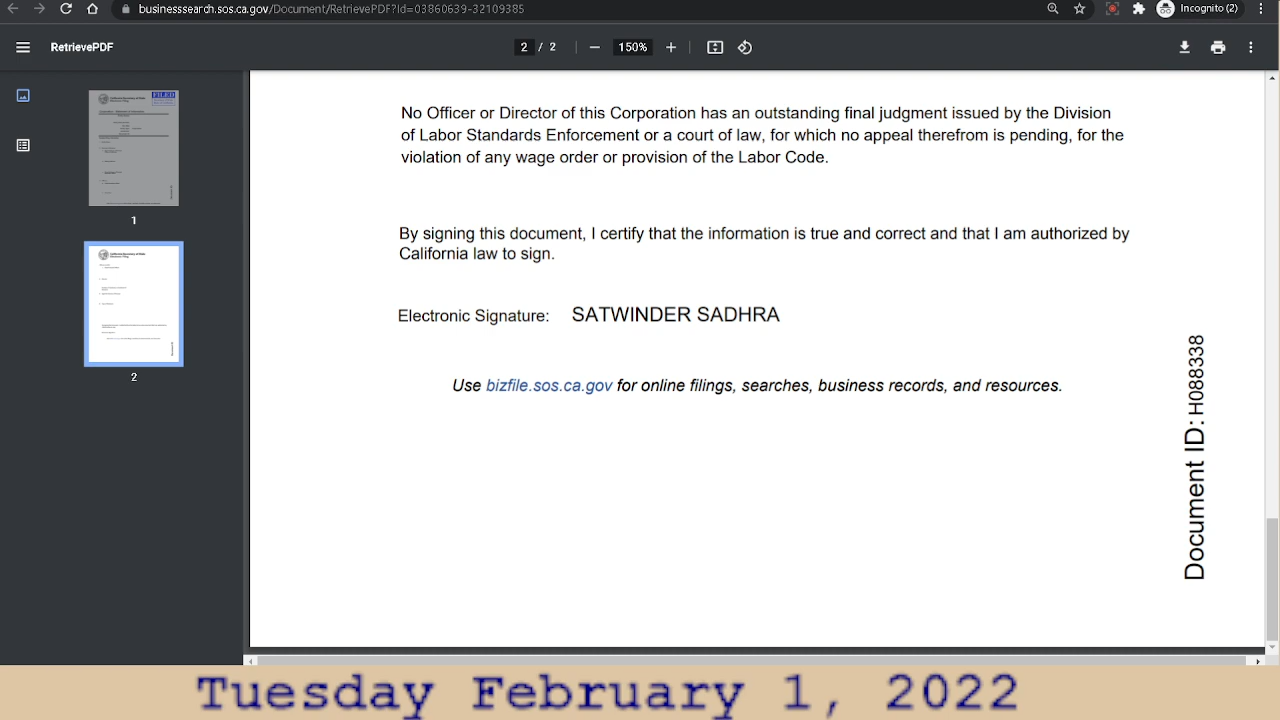 businesssearch.sos.ca.gov/Document/RetrievePDF?Id=03860639-32109385
Incognito (2)
RetrievePDF
2 / 2
150%
FILED
1
2
No Officer or Director of this Corporation has an outstanding final judgment issued by the Division
of Labor Standards Enforcement or a court of law, for which no appeal therefrom is pending, for the
violation of any wage order or provision of the Labor Code.
By signing this document, I certify that the information is true and correct and that I am authorized by
California law to sign.
Electronic Signature: SATWINDER SADHRA
Use bizfile.sos.ca.gov for online filings, searches, business records, and resources.
Document ID: H088338
Tuesday February 1, 2022